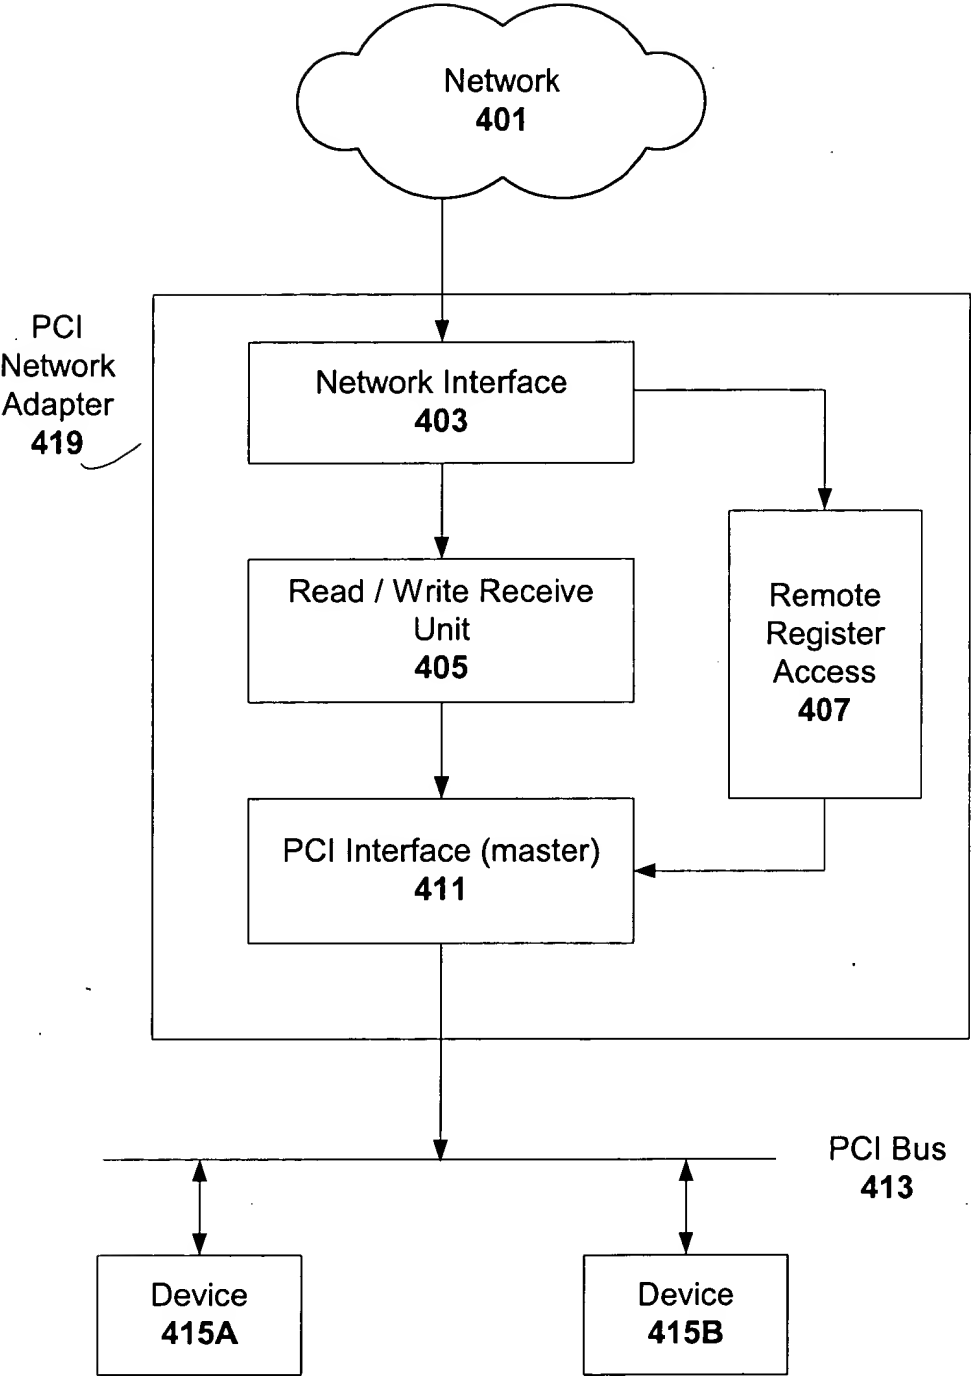 Network
401
PCI
Network
Adapter
419
Network Interface
403
Read / Write Receive
Unit
405
Remote
Register
Access
407
PCI Interface (master)
411
PCI Bus
413
Device
415A
Device
415B